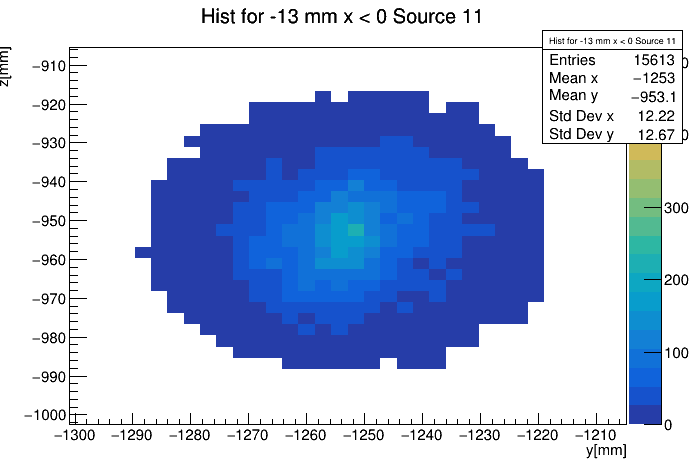 Hist for -13 mm x < 0 Source 11
z[mm]
Hist for -13 mm x < 0 Source 11
Entries 15613
Mean x −1253
Mean y −953.1
Std Dev x 12.22
Std Dev y 12.67
−910
−920
−930
−940
−950
−960
−970
−980
−990
−1000
300
200
100
0
−1300 −1290 −1280 −1270 −1260 −1250 −1240 −1230 −1220 −1210
y[mm]